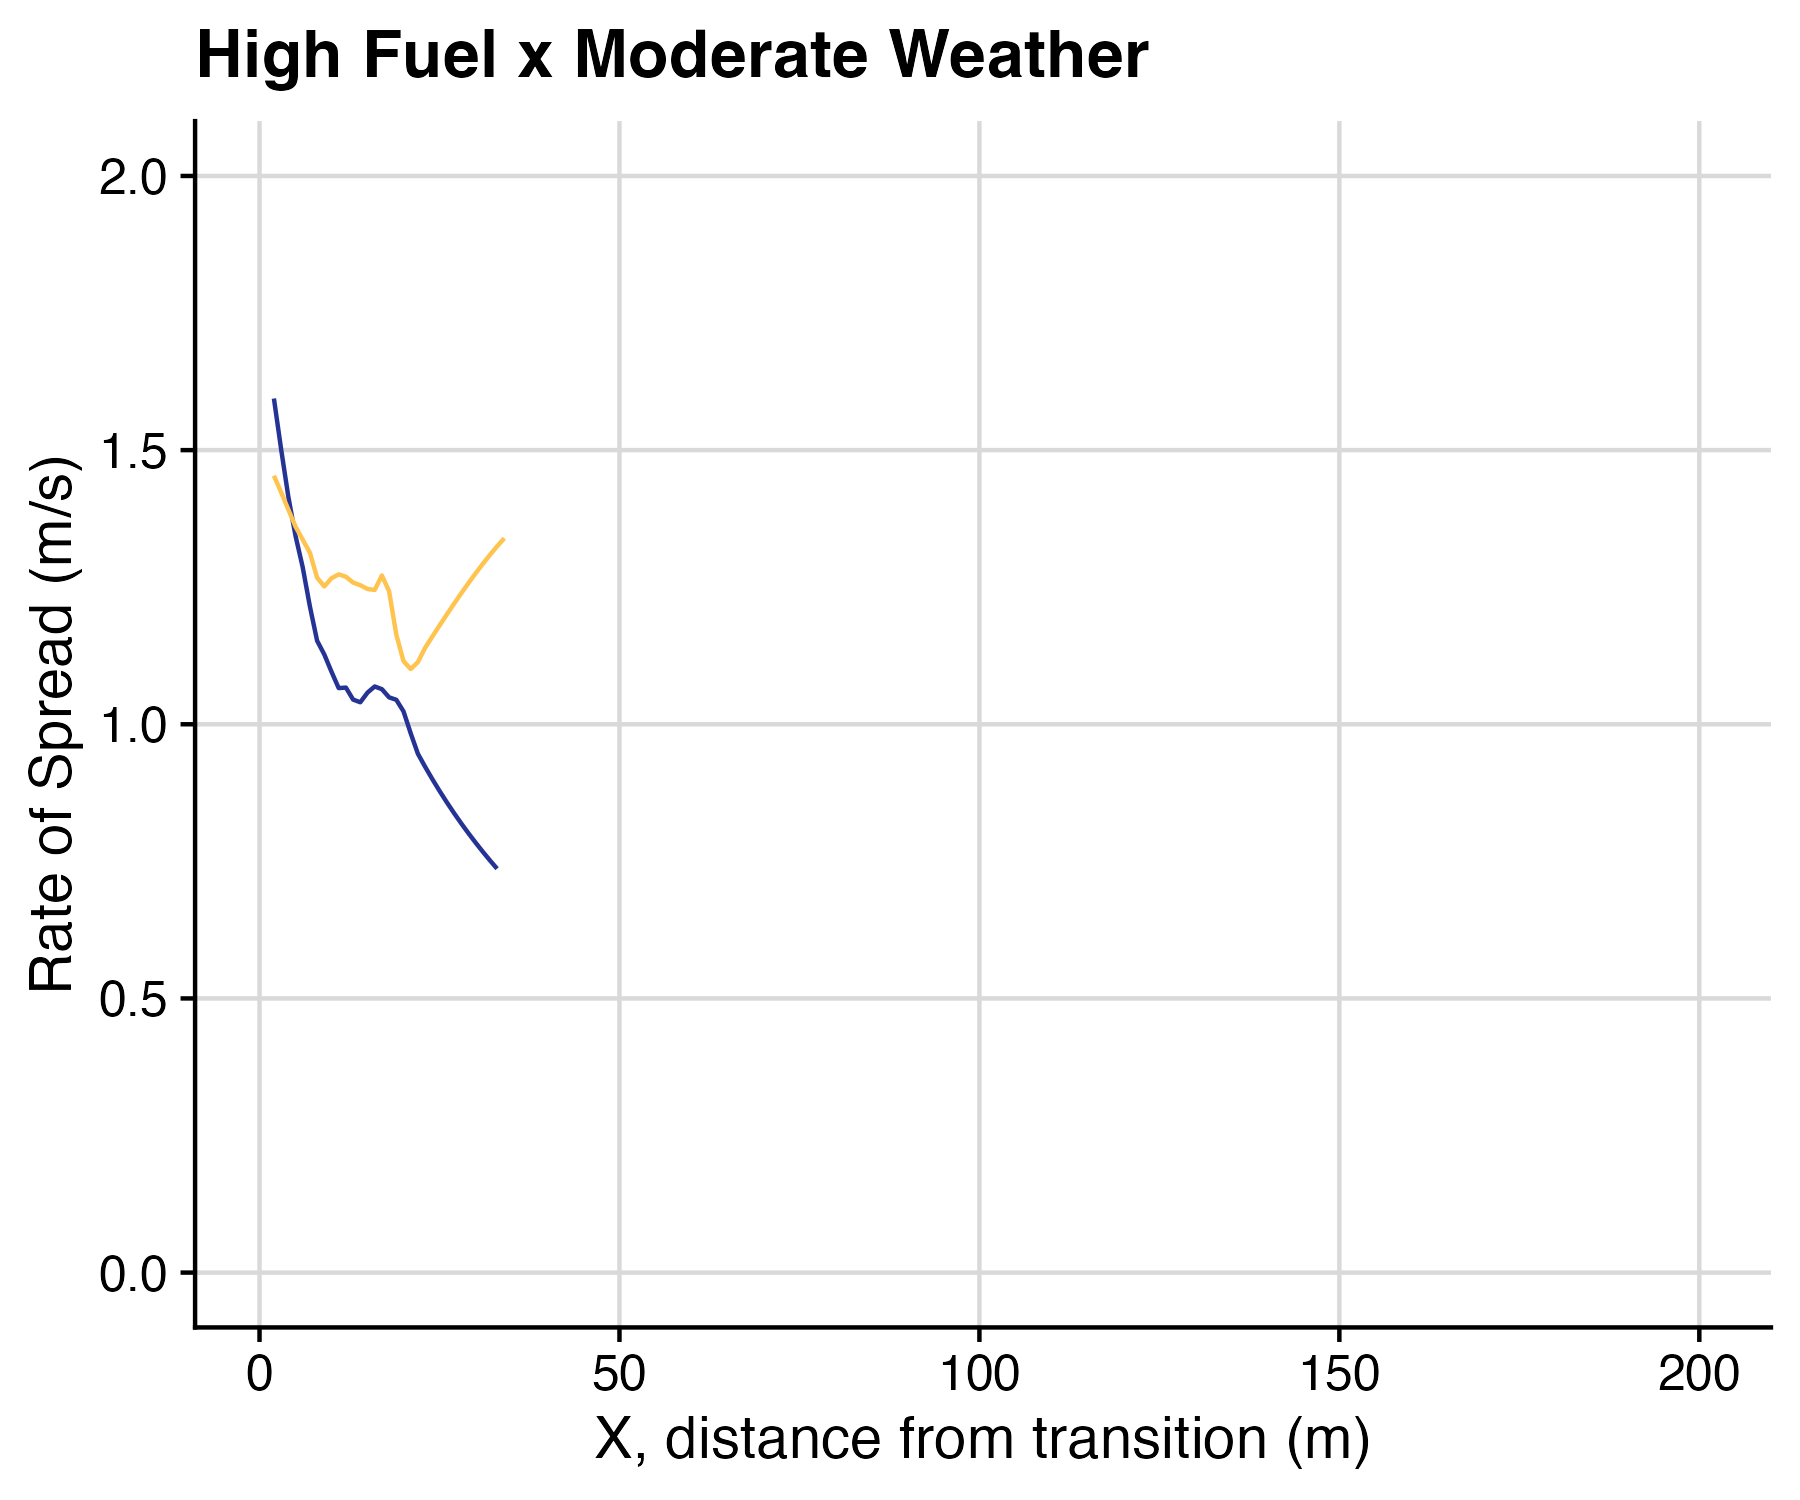 High Fuel x Moderate Weather
2.0
1.5
1.0
0.5
0.0
Rate of Spread (m/s)
0 50 100 150 200
X, distance from transition (m)